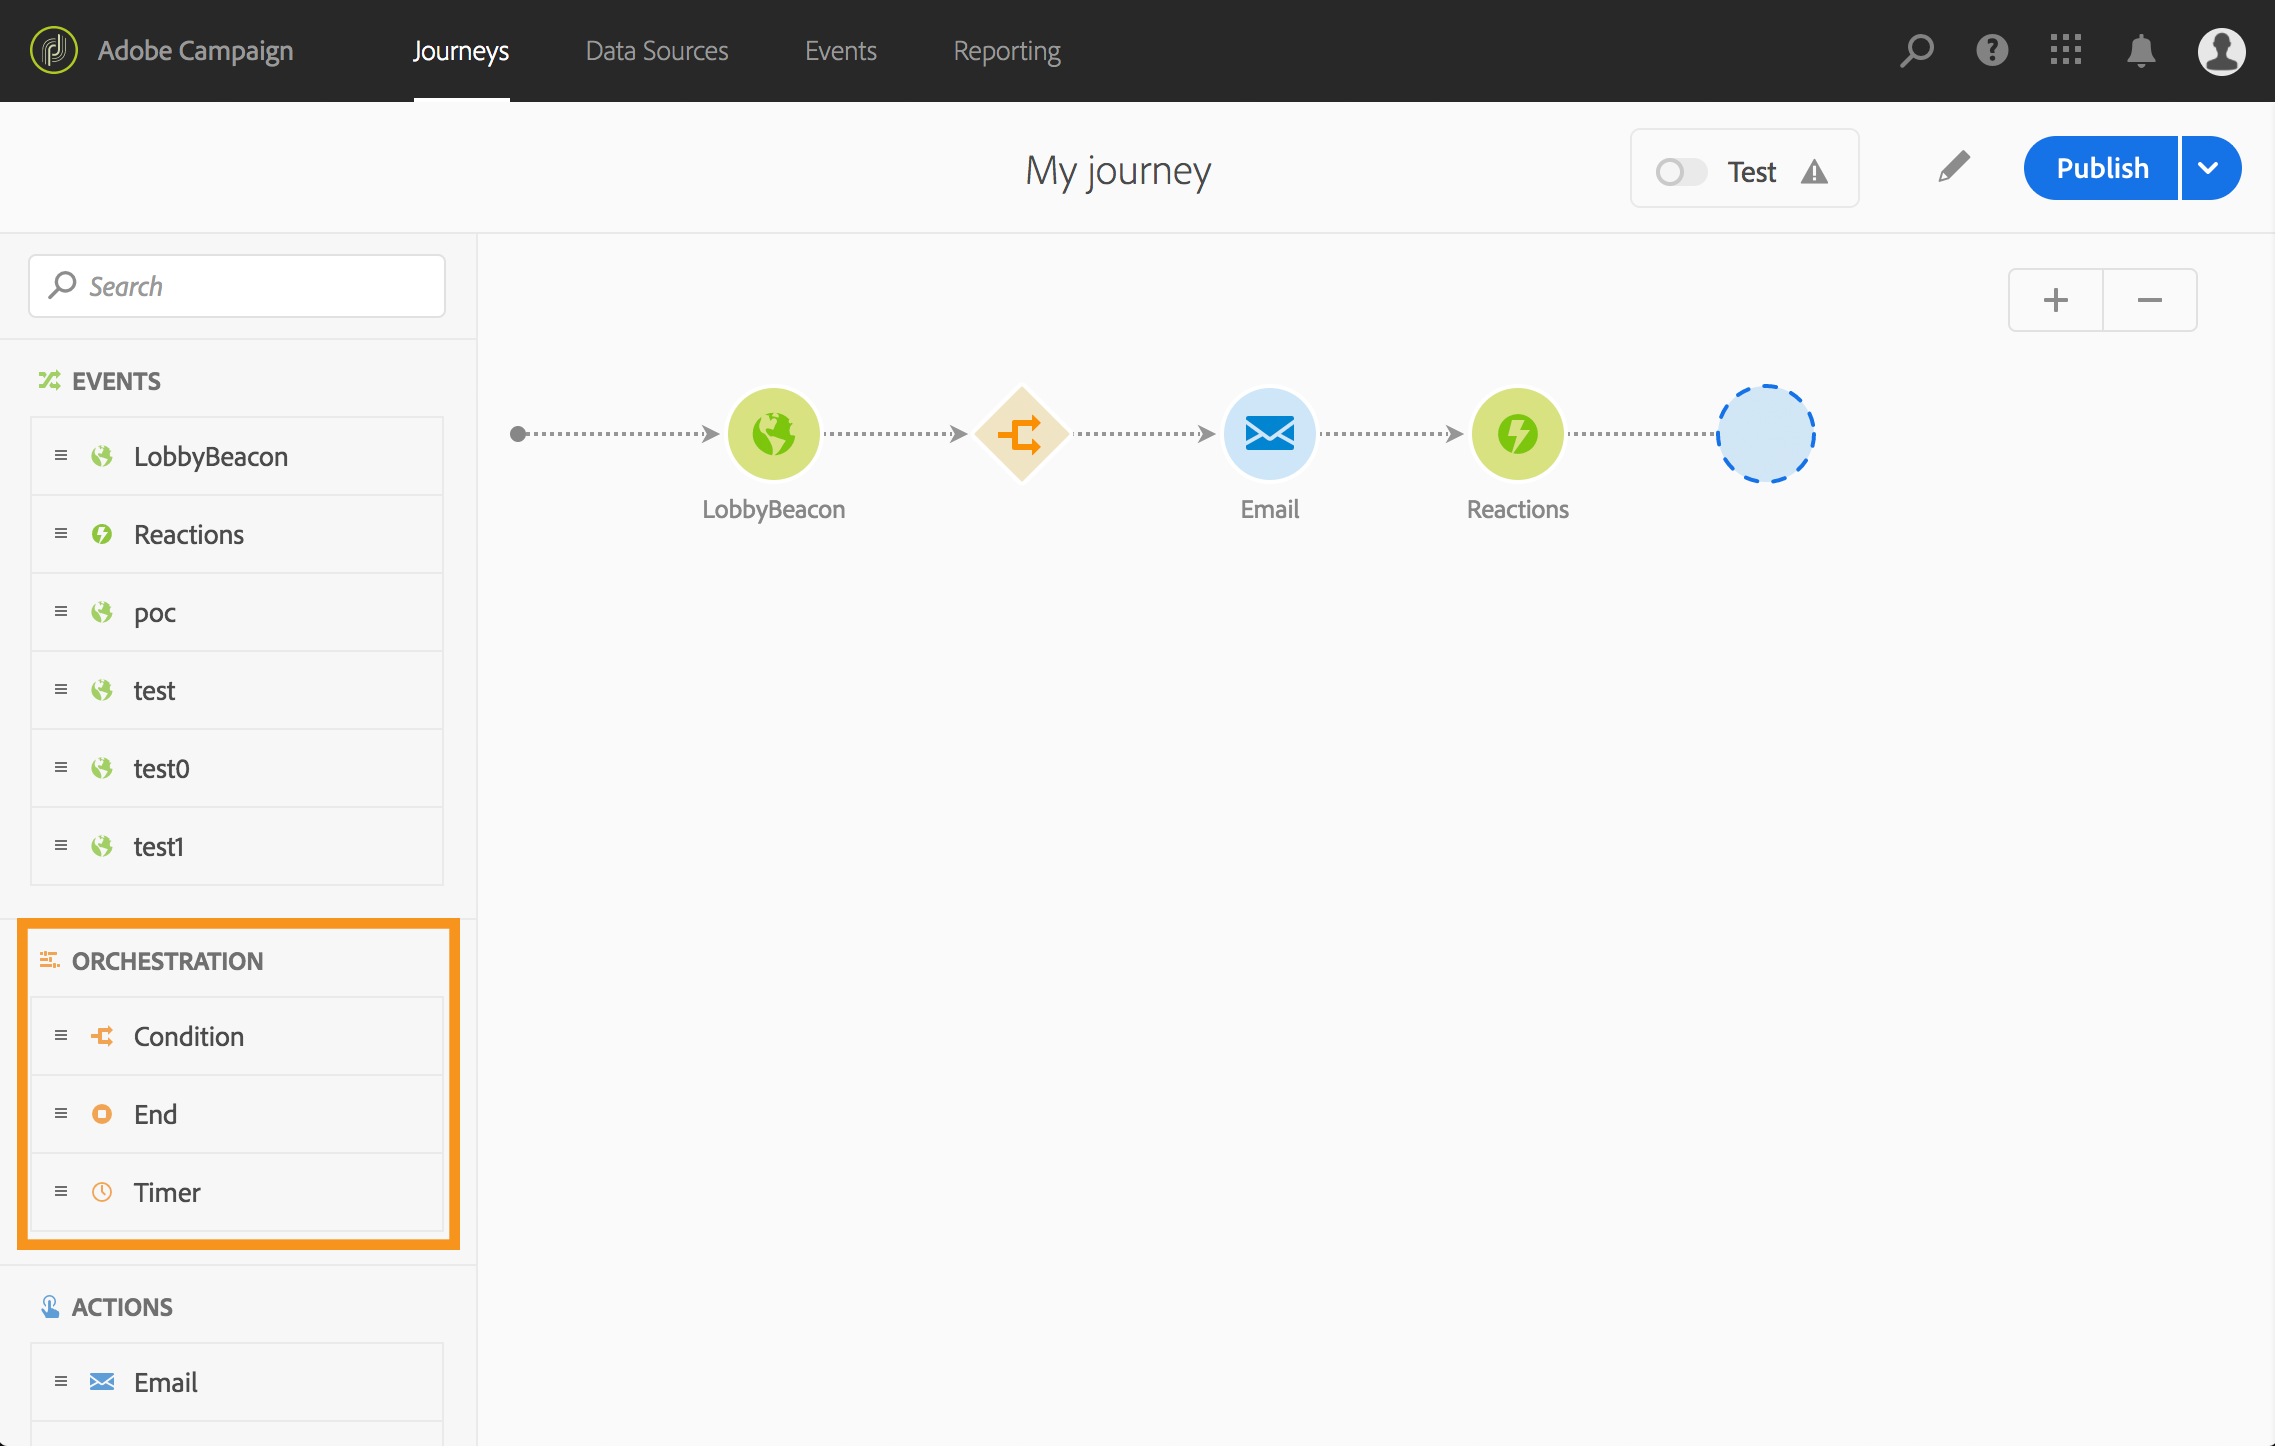 Adobe Campaign Journeys Data Sources Events Reporting
My journey Test Publish
Search
EVENTS
LobbyBeacon
Reactions
poc
test
test0
test1
ORCHESTRATION
Condition
End
Timer
ACTIONS
Email
LobbyBeacon Email Reactions